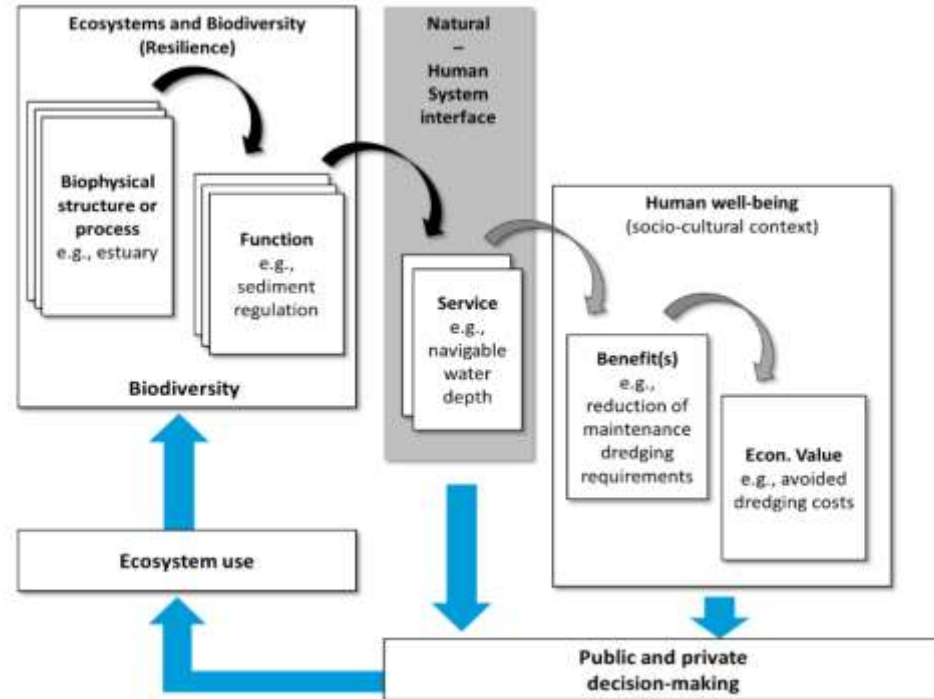 Ecosystems and Biodiversity
(Resilience)
Biophysical
structure or
process
e.g., estuary
Function
e.g.,
sediment
regulation
Biodiversity
Natural
–
Human
System
interface
Service
e.g.,
navigable
water
depth
Human well-being
(socio-cultural context)
Benefit(s)
e.g.,
reduction of
maintenance
dredging
requirements
Econ. Value
e.g., avoided
dredging costs
Ecosystem use
Public and private
decision-making